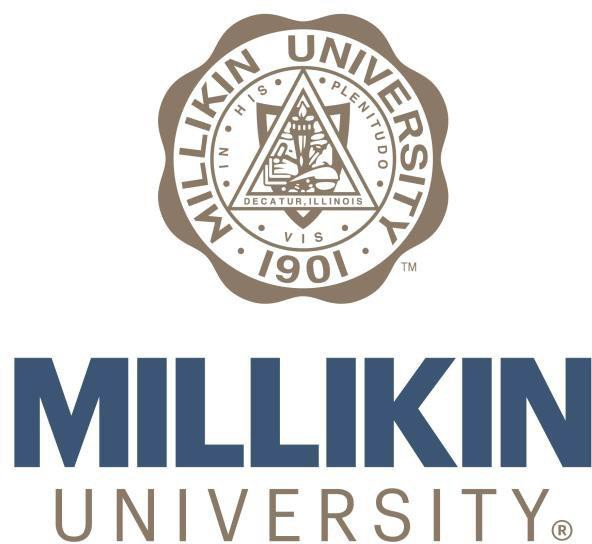 MILLIKIN UNIVERSITY
IN • HIS • PLENITUDO • VIS
DECATUR, ILLINOIS
• 1901 •
TM
MILLIKIN
UNIVERSITY®